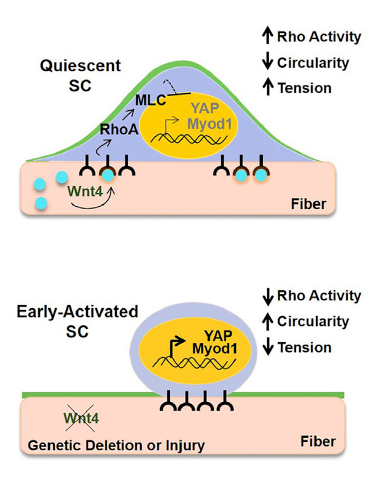 Quiescent
SC
↑ Rho Activity
↓ Circularity
↑ Tension
MLC
RhoA
YAP
Myod1
Wnt4
Fiber
Early-Activated
SC
↓ Rho Activity
↑ Circularity
↓ Tension
YAP
Myod1
Wnt4
Genetic Deletion or Injury
Fiber